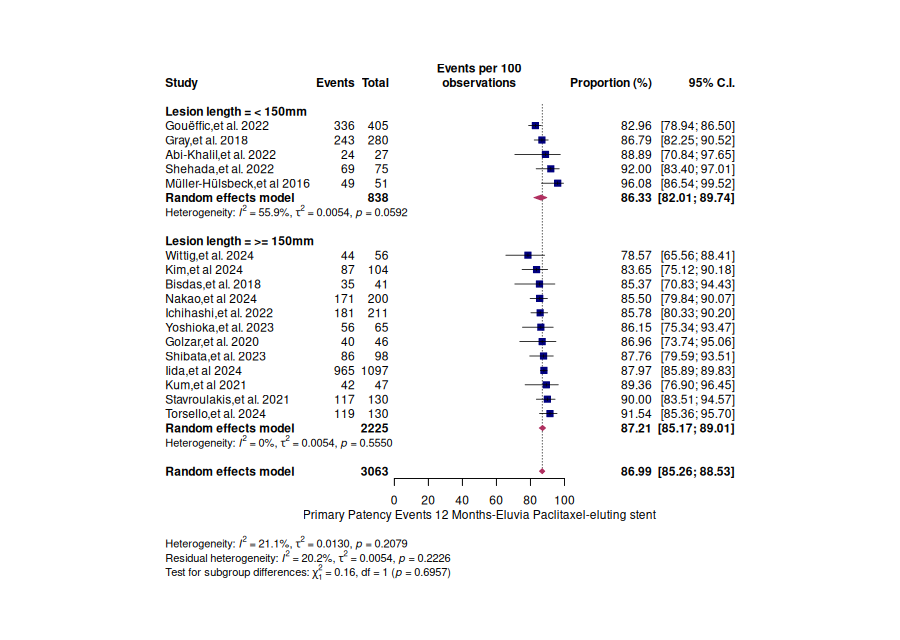 Events per 100
Study Events Total observations Proportion (%) 95% C.I.
Lesion length = < 150mm
Gouëffic,et al. 2022 336 405 82.96 [78.94; 86.50]
Gray,et al. 2018 243 280 86.79 [82.25; 90.52]
Abi-Khalil,et al. 2022 24 27 88.89 [70.84; 97.65]
Shehada,et al. 2022 69 75 92.00 [83.40; 97.01]
Müller-Hülsbeck,et al 2016 49 51 96.08 [86.54; 99.52]
Random effects model 838 86.33 [82.01; 89.74]
Heterogeneity: I² = 55.9%, τ² = 0.0054, p = 0.0592
Lesion length = >= 150mm
Wittig,et al. 2024 44 56 78.57 [65.56; 88.41]
Kim,et al 2024 87 104 83.65 [75.12; 90.18]
Bisdas,et al. 2018 35 41 85.37 [70.83; 94.43]
Nakao,et al 2024 171 200 85.50 [79.84; 90.07]
Ichihashi,et al. 2022 181 211 85.78 [80.33; 90.20]
Yoshioka,et al. 2023 56 65 86.15 [75.34; 93.47]
Golzar,et al. 2020 40 46 86.96 [73.74; 95.06]
Shibata,et al. 2023 86 98 87.76 [79.59; 93.51]
Iida,et al 2024 965 1097 87.97 [85.89; 89.83]
Kum,et al 2021 42 47 89.36 [76.90; 96.45]
Stavroulakis,et al. 2021 117 130 90.00 [83.51; 94.57]
Torsello,et al. 2024 119 130 91.54 [85.36; 95.70]
Random effects model 2225 87.21 [85.17; 89.01]
Heterogeneity: I² = 0%, τ² = 0.0054, p = 0.5550
Random effects model 3063 86.99 [85.26; 88.53]
0 20 40 60 80 100
Primary Patency Events 12 Months-Eluvia Paclitaxel-eluting stent
Heterogeneity: I² = 21.1%, τ² = 0.0130, p = 0.2079
Residual heterogeneity: I² = 20.2%, τ² = 0.0054, p = 0.2226
Test for subgroup differences: χ²₁ = 0.16, df = 1 (p = 0.6957)